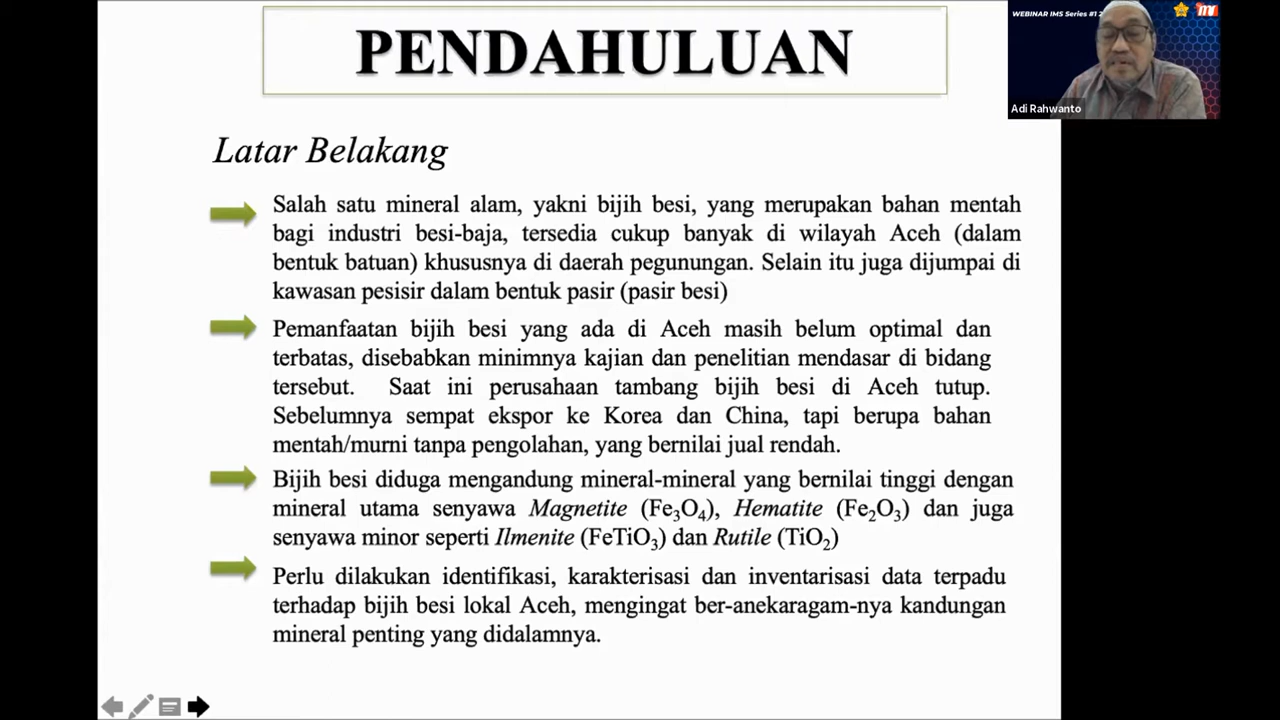 PENDAHULUAN
WEBINAR IMS Series #1 2
Adi Rahwanto
Latar Belakang
Salah satu mineral alam, yakni bijih besi, yang merupakan bahan mentah
bagi industri besi-baja, tersedia cukup banyak di wilayah Aceh (dalam
bentuk batuan) khususnya di daerah pegunungan. Selain itu juga dijumpai di
kawasan pesisir dalam bentuk pasir (pasir besi)
Pemanfaatan bijih besi yang ada di Aceh masih belum optimal dan
terbatas, disebabkan minimnya kajian dan penelitian mendasar di bidang
tersebut. Saat ini perusahaan tambang bijih besi di Aceh tutup.
Sebelumnya sempat ekspor ke Korea dan China, tapi berupa bahan
mentah/murni tanpa pengolahan, yang bernilai jual rendah.
Bijih besi diduga mengandung mineral-mineral yang bernilai tinggi dengan
mineral utama senyawa Magnetite (Fe₃O₄), Hematite (Fe₂O₃) dan juga
senyawa minor seperti Ilmenite (FeTiO₃) dan Rutile (TiO₂)
Perlu dilakukan identifikasi, karakterisasi dan inventarisasi data terpadu
terhadap bijih besi lokal Aceh, mengingat ber-anekaragam-nya kandungan
mineral penting yang didalamnya.